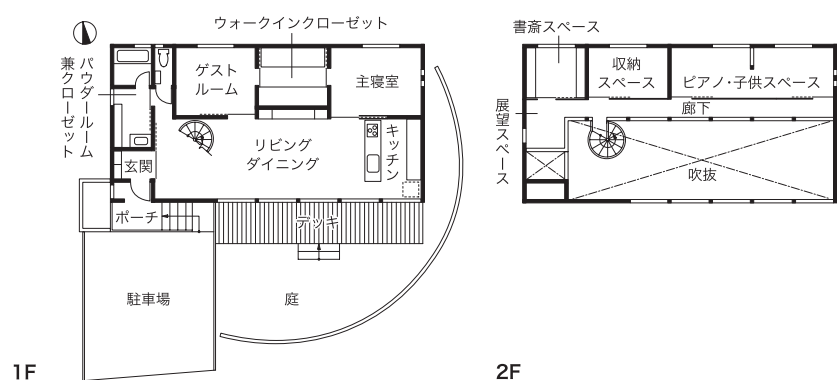 ウォークインクローゼット
パウダールーム
兼クローゼット
ゲスト
ルーム
主寝室
リビング
ダイニング
キッチン
玄関
ポーチ
デッキ
駐車場
庭
1F
書斎スペース
収納
スペース
ピアノ・子供スペース
廊下
展望スペース
吹抜
2F